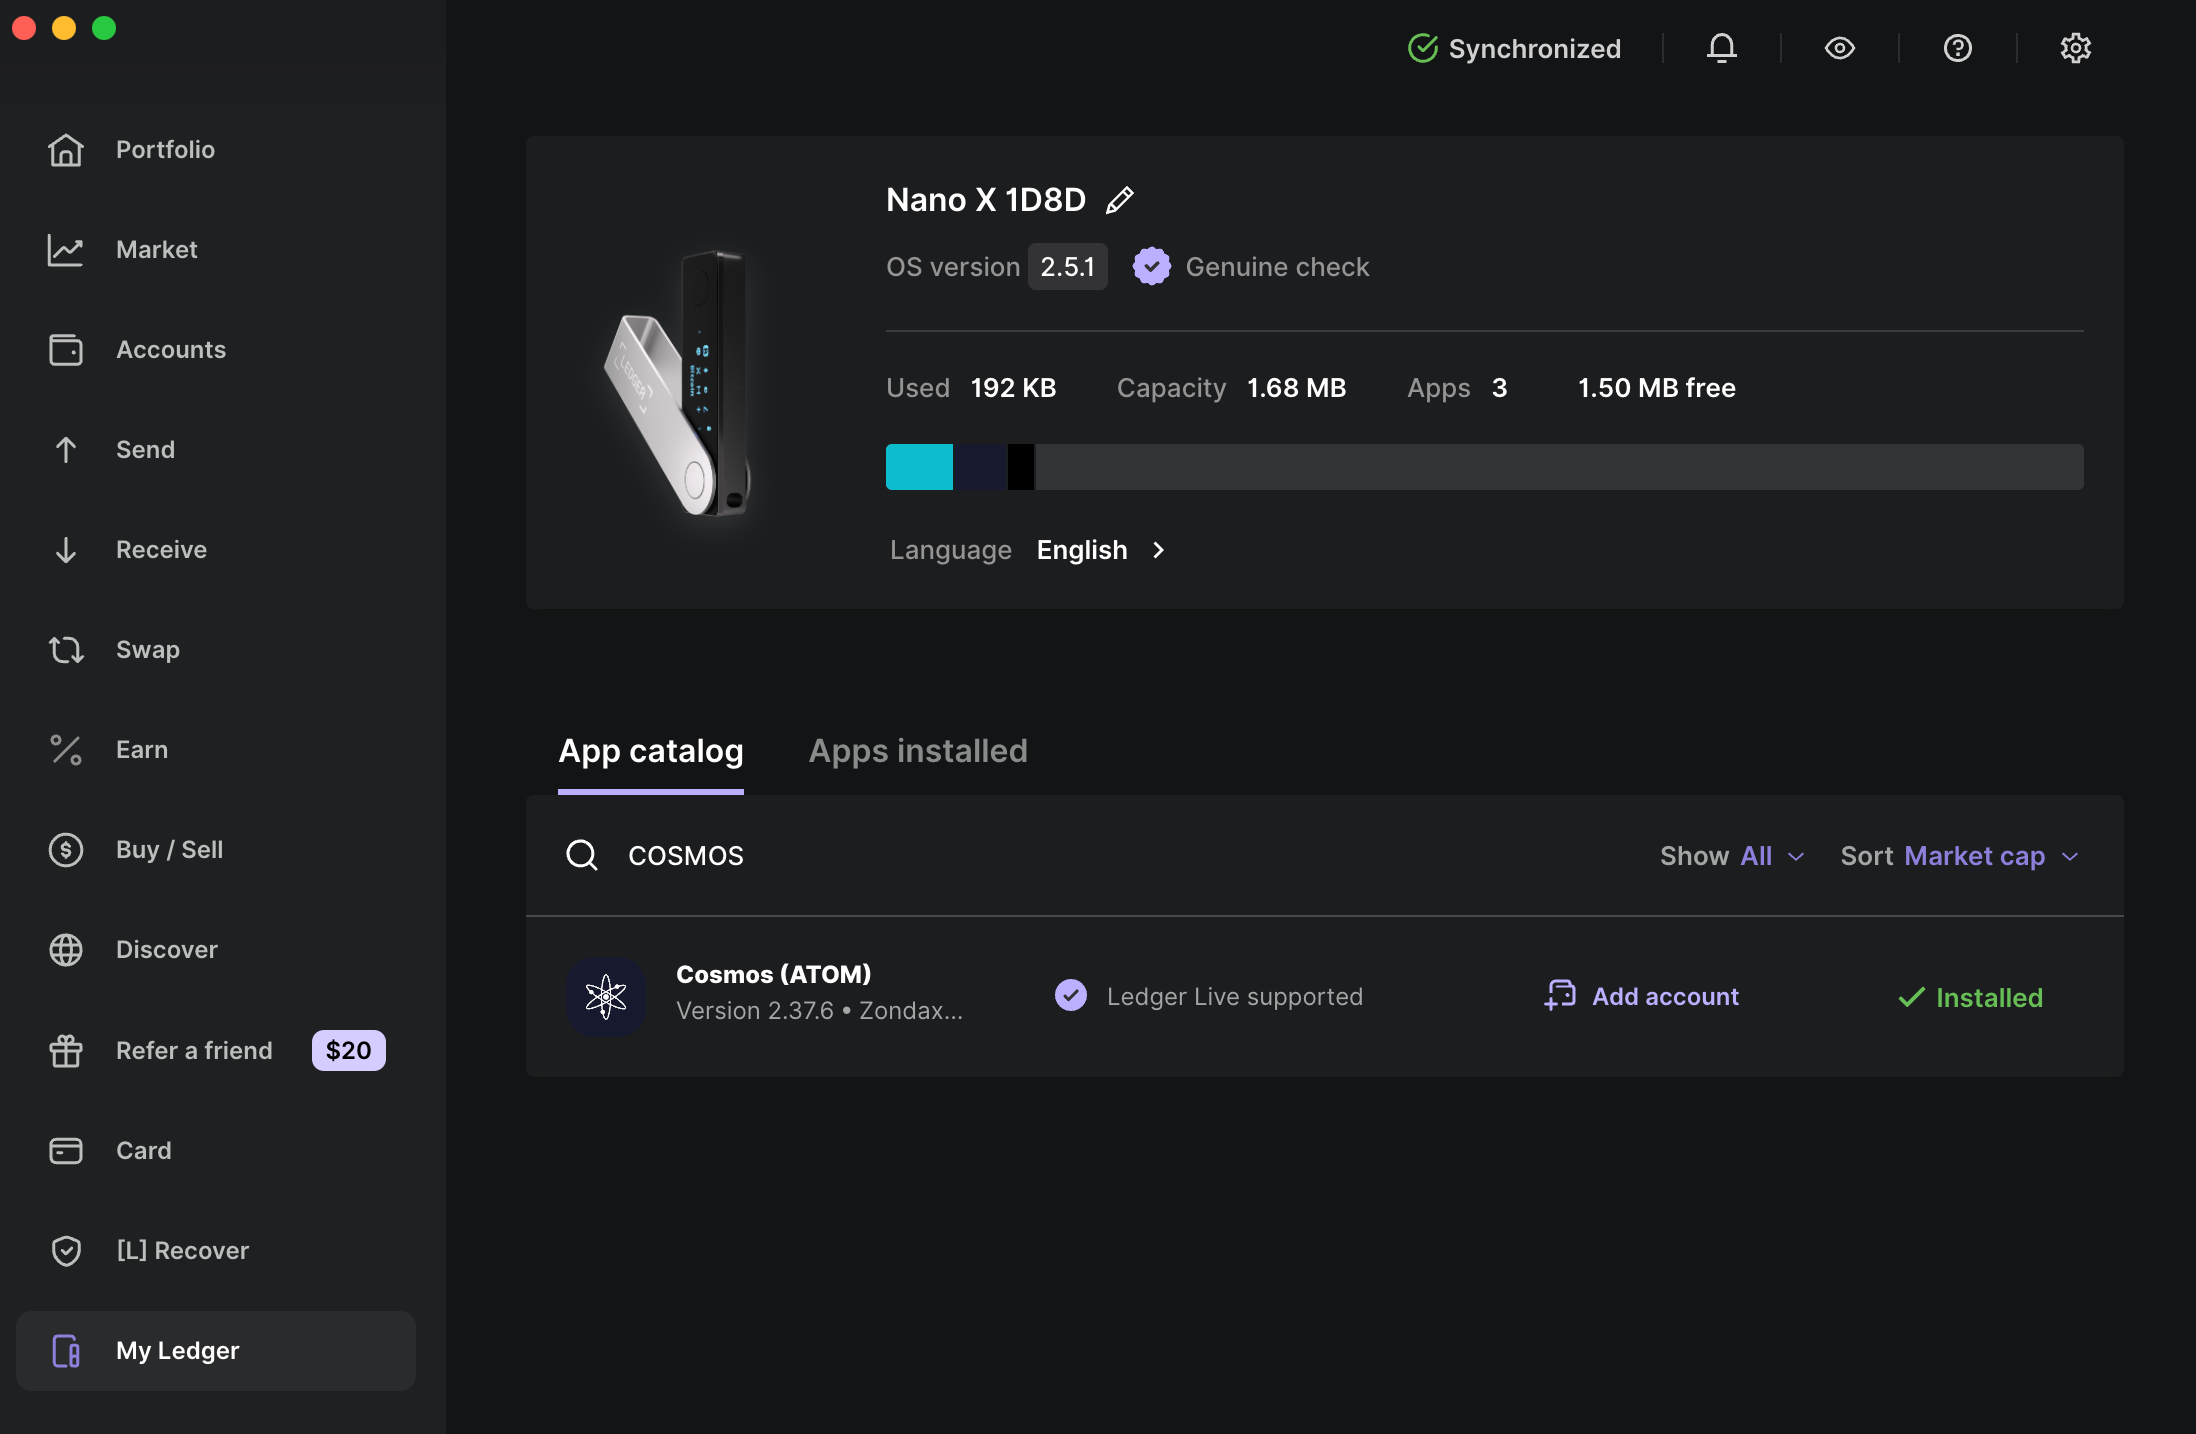 Synchronized
Portfolio
Market
Accounts
Send
Receive
Swap
Earn
Buy / Sell
Discover
Refer a friend $20
Card
[L] Recover
My Ledger
Nano X 1D8D
OS version 2.5.1 Genuine check
Used 192 KB Capacity 1.68 MB Apps 3 1.50 MB free
LEDGER
Language English
App catalog Apps installed
COSMOS Show All Sort Market cap
Cosmos (ATOM)
Version 2.37.6 • Zondax...
Ledger Live supported
Add account
Installed